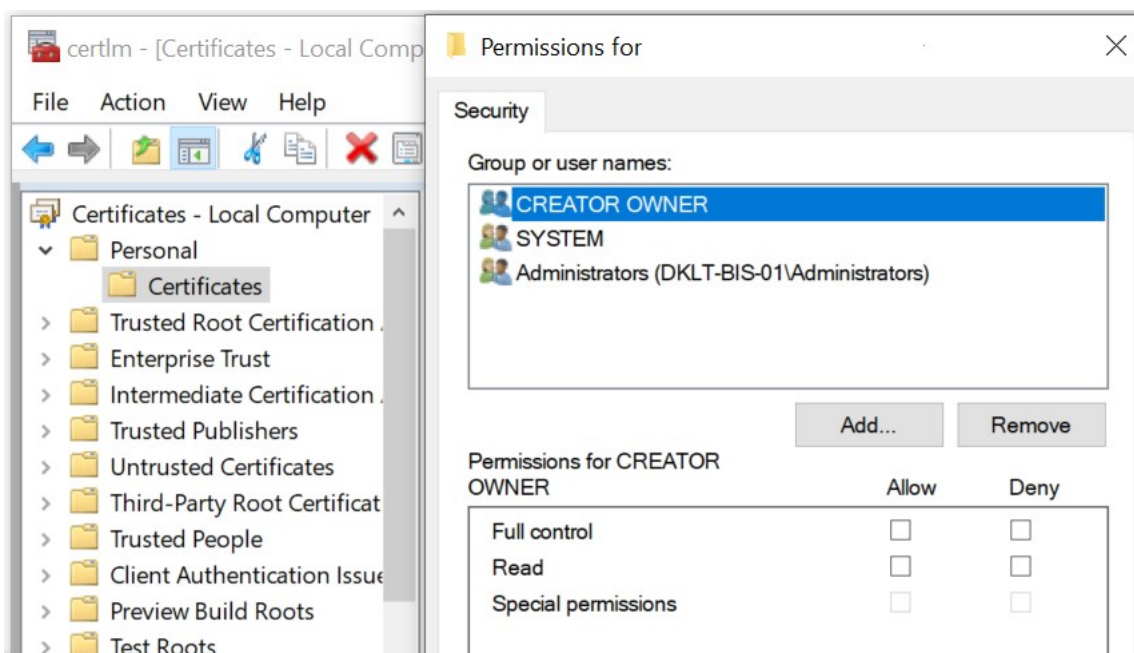 certlm - [Certificates - Local Comp
File Action View Help
Certificates - Local Computer
Personal
Certificates
Trusted Root Certification
Enterprise Trust
Intermediate Certification
Trusted Publishers
Untrusted Certificates
Third-Party Root Certificat
Trusted People
Client Authentication Issue
Preview Build Roots
Test Roots
Permissions for
Security
Group or user names:
CREATOR OWNER
SYSTEM
Administrators (DKLT-BIS-01\Administrators)
Add... Remove
Permissions for CREATOR
OWNER Allow Deny
Full control
Read
Special permissions